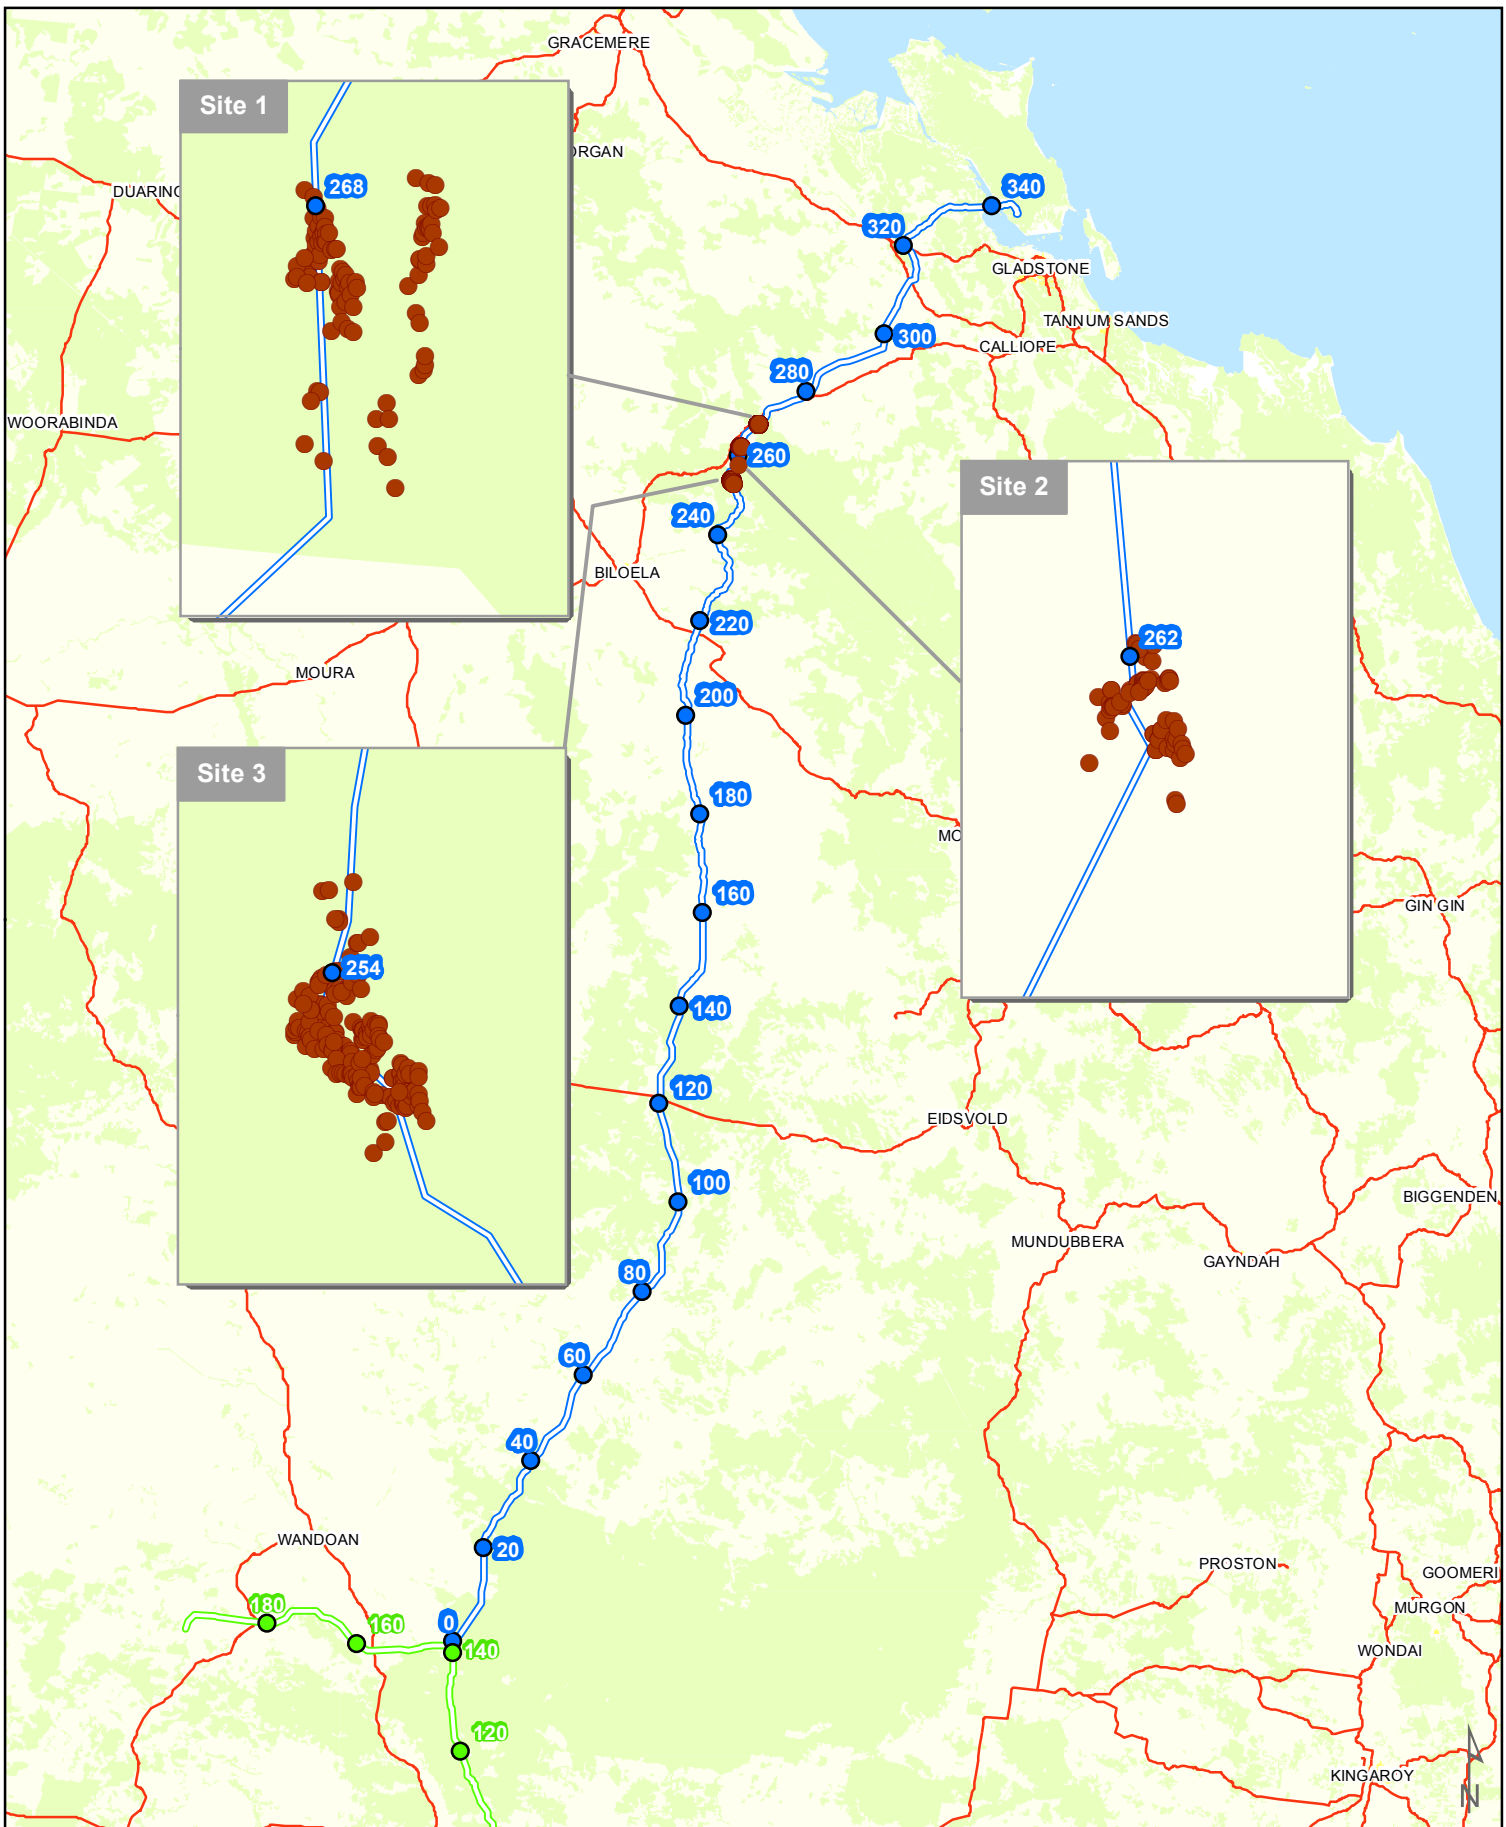 GRACEMERE
Site 1
ORGAN
268
DUARING
340
320
GLADSTONE
TANNUM SANDS
300
CALLIOPE
280
WOORABINDA
260
Site 2
240
BILOELA
220
262
MOURA
200
Site 3
180
MO
160
GIN GIN
254
140
120
EIDSVOLD
100
BIGGENDEN
MUNDUBBERA
GAYNDAH
80
60
40
WANDOAN
20
PROSTON
GOOMERI
180
MURGON
0
160
140
WONDAI
120
KINGAROY
N